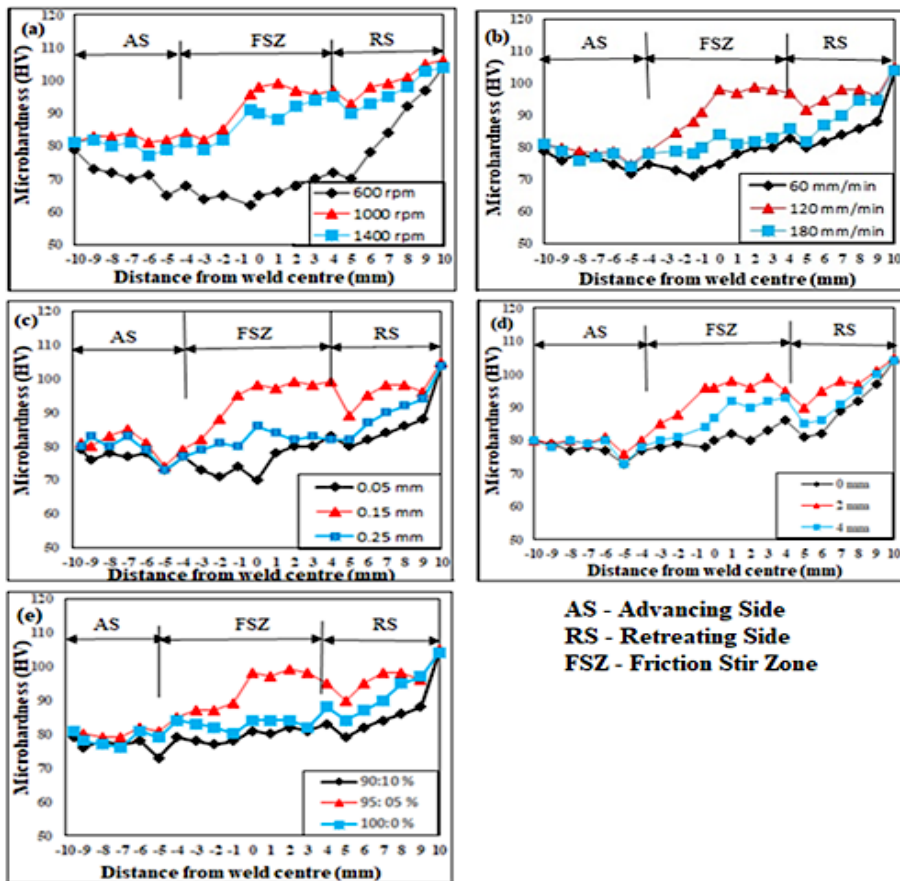 (a)
AS FSZ RS
Microhardness (HV)
120
110
100
90
80
70
60
50
600 rpm
1000 rpm
1400 rpm
-10 -9 -8 -7 -6 -5 -4 -3 -2 -1 0 1 2 3 4 5 6 7 8 9 10
Distance from weld centre (mm)
(b)
AS FSZ RS
Microhardness (HV)
120
110
100
90
80
70
60
50
60 mm/min
120 mm/min
180 mm/min
-10 -9 -8 -7 -6 -5 -4 -3 -2 -1 0 1 2 3 4 5 6 7 8 9 10
Distance from weld centre (mm)
(c)
AS FSZ RS
Microhardness (HV)
120
110
100
90
80
70
60
50
0.05 mm
0.15 mm
0.25 mm
-10 -9 -8 -7 -6 -5 -4 -3 -2 -1 0 1 2 3 4 5 6 7 8 9 10
Distance from weld centre (mm)
(d)
AS FSZ RS
Microhardness (HV)
120
110
100
90
80
70
60
50
0 mm
2 mm
4 mm
-10 -9 -8 -7 -6 -5 -4 -3 -2 -1 0 1 2 3 4 5 6 7 8 9 10
Distance from weld centre (mm)
(e)
AS FSZ RS
Microhardness (HV)
120
110
100
90
80
70
60
50
90:10 %
95: 05 %
100:0 %
-10 -9 -8 -7 -6 -5 -4 -3 -2 -1 0 1 2 3 4 5 6 7 8 9 10
Distance from weld centre (mm)
AS - Advancing Side
RS - Retreating Side
FSZ - Friction Stir Zone